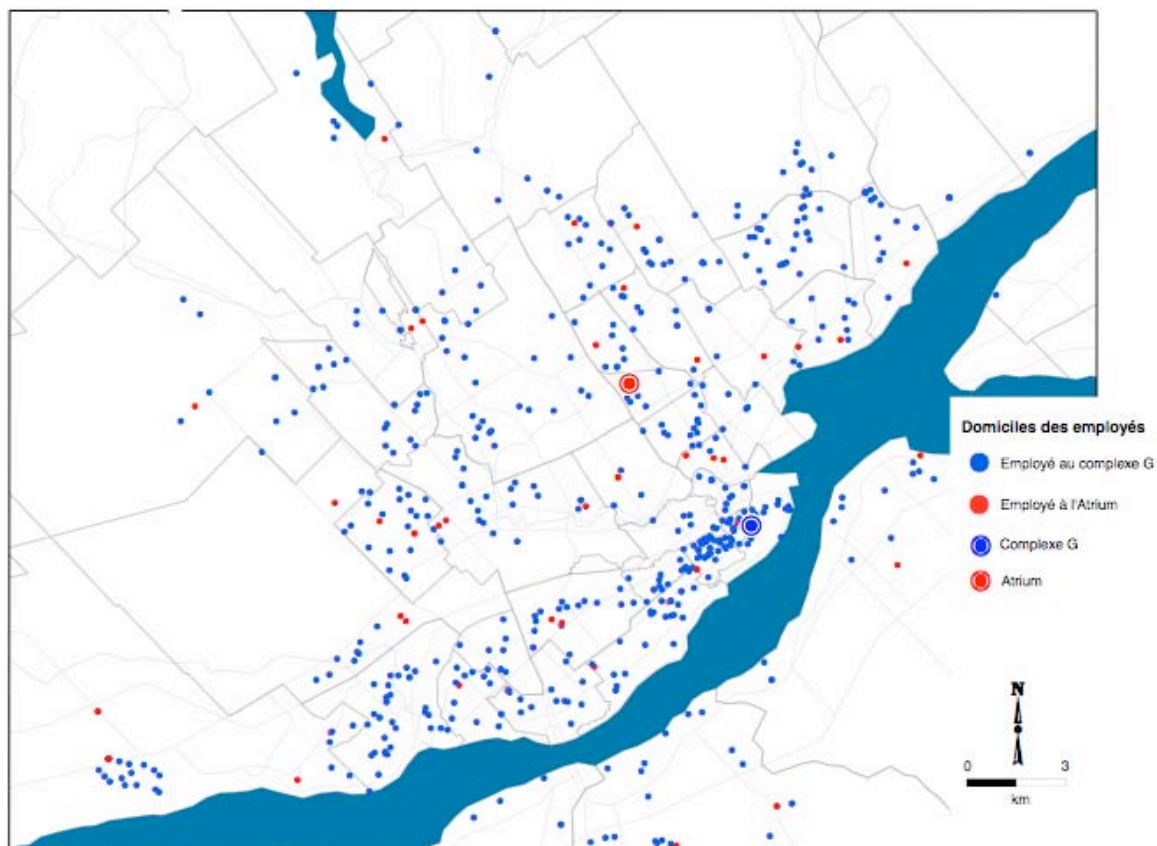 Domiciles des employés
Employé au complexe G
Employé à l'Atrium
Complexe G
Atrium
N
0 3
km